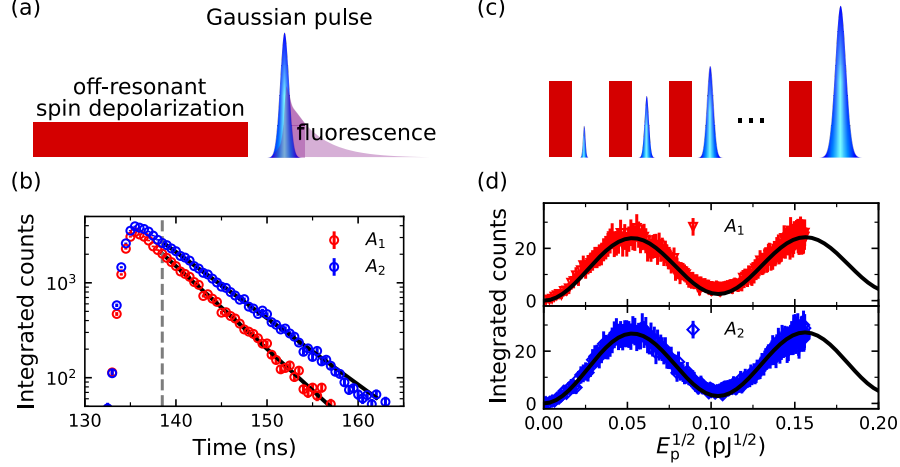 (a)
Gaussian pulse
off-resonant
spin depolarization
fluorescence
(b)
Integrated counts
10³
10²
A₁
A₂
130 140 150 160
Time (ns)
(c)
...
(d)
Integrated counts
20
0
A₁
20
0
A₂
0.00 0.05 0.10 0.15 0.20
Eₚ^1/2 (pJ^1/2)